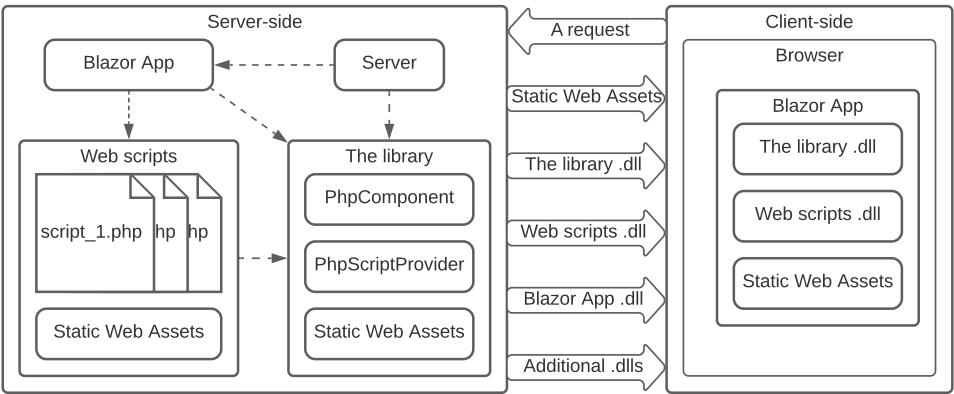 Server-side
Blazor App
Server
Web scripts
script_1.php
hp
hp
Static Web Assets
The library
PhpComponent
PhpScriptProvider
Static Web Assets
A request
Static Web Assets
The library .dll
Web scripts .dll
Blazor App .dll
Additional .dlls
Client-side
Browser
Blazor App
The library .dll
Web scripts .dll
Static Web Assets